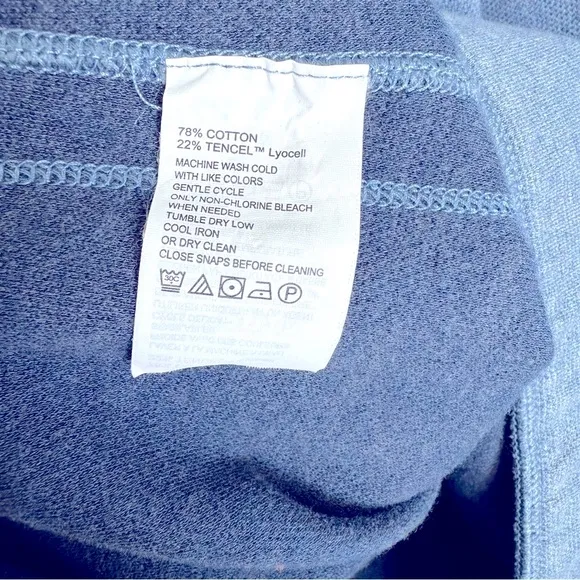 78% COTTON
22% TENCEL™ Lyocell
MACHINE WASH COLD
WITH LIKE COLORS
GENTLE CYCLE
ONLY NON-CHLORINE BLEACH
WHEN NEEDED
TUMBLE DRY LOW
COOL IRON
OR DRY CLEAN
CLOSE SNAPS BEFORE CLEANING
30C
P